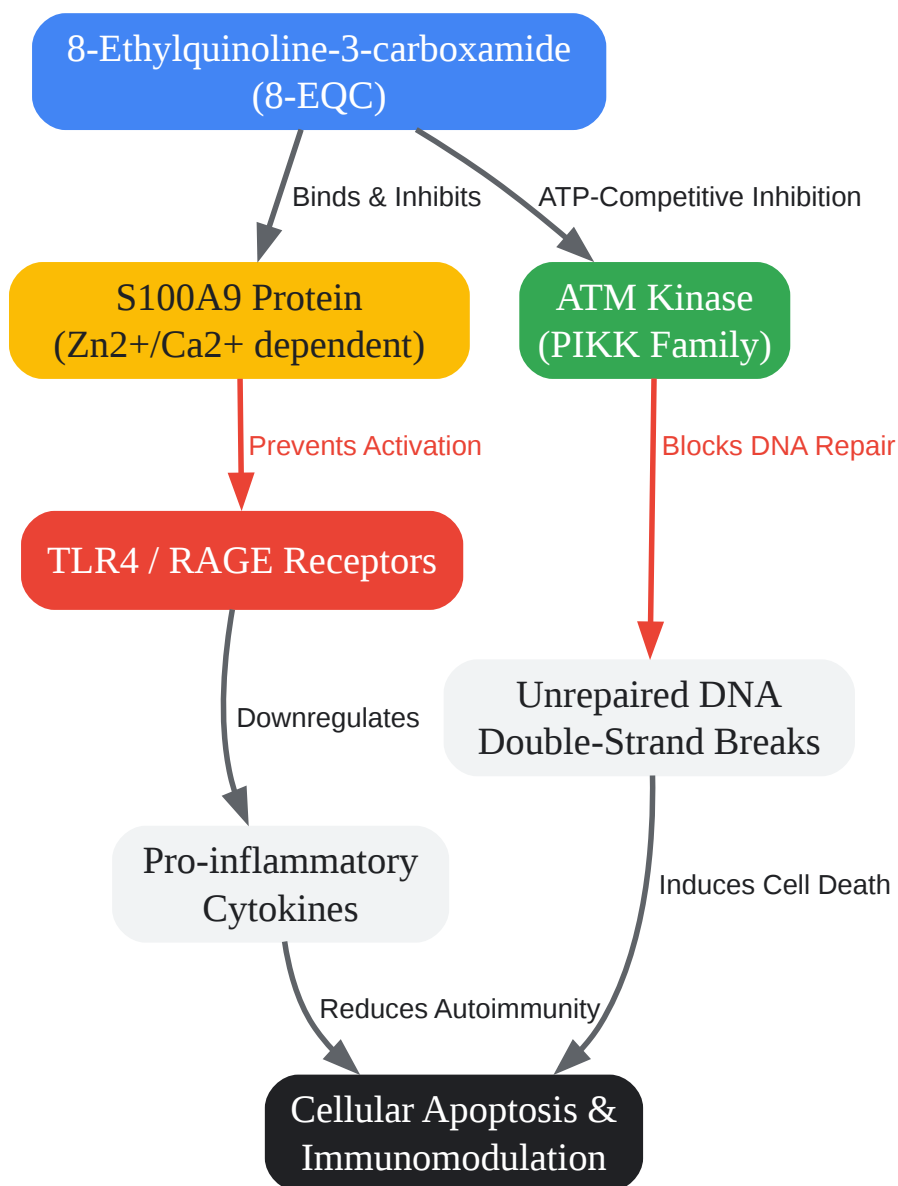 8-Ethylquinoline-3-carboxamide
(8-EQC)
Binds & Inhibits
ATP-Competitive Inhibition
S100A9 Protein
(Zn2+/Ca2+ dependent)
ATM Kinase
(PIKK Family)
Prevents Activation
Blocks DNA Repair
TLR4 / RAGE Receptors
Unrepaired DNA
Double-Strand Breaks
Downregulates
Pro-inflammatory
Cytokines
Induces Cell Death
Reduces Autoimmunity
Cellular Apoptosis &
Immunomodulation